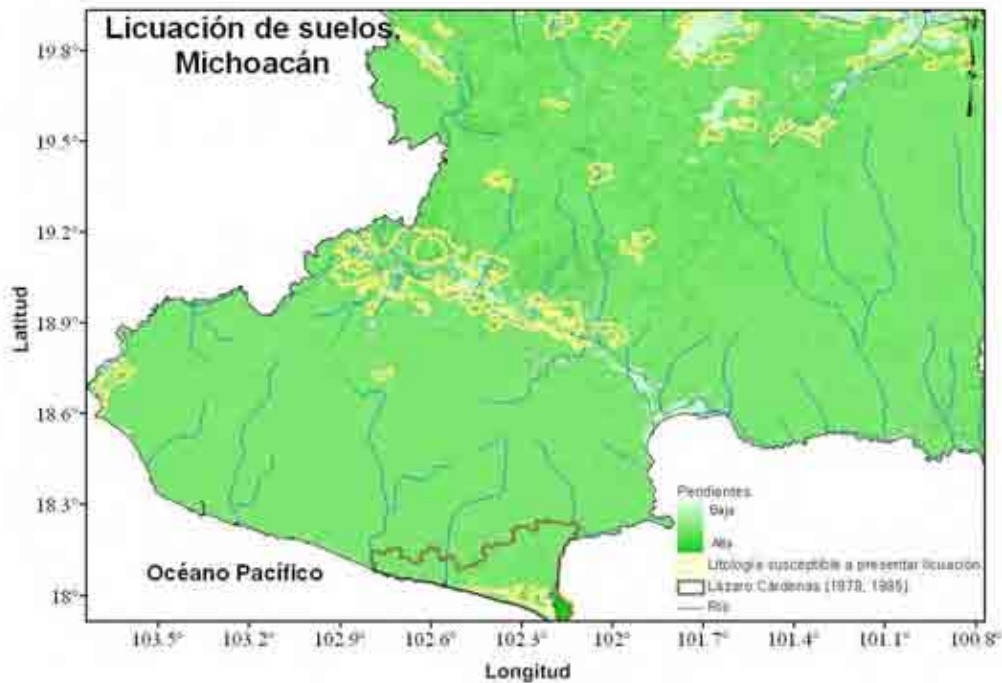 Licuación de suelos.
Michoacán
19.8°
19.5°
19.2°
18.9°
18.6°
18.3°
18°
Latitud
Océano Pacífico
Pendientes.
Baja
Alta
Litología susceptible a presentar licuación.
Lázaro Cárdenas (1978, 1985)
Río
103.5°
103.2°
102.9°
102.6°
102.3°
102°
101.7°
101.4°
101.1°
100.8°
Longitud